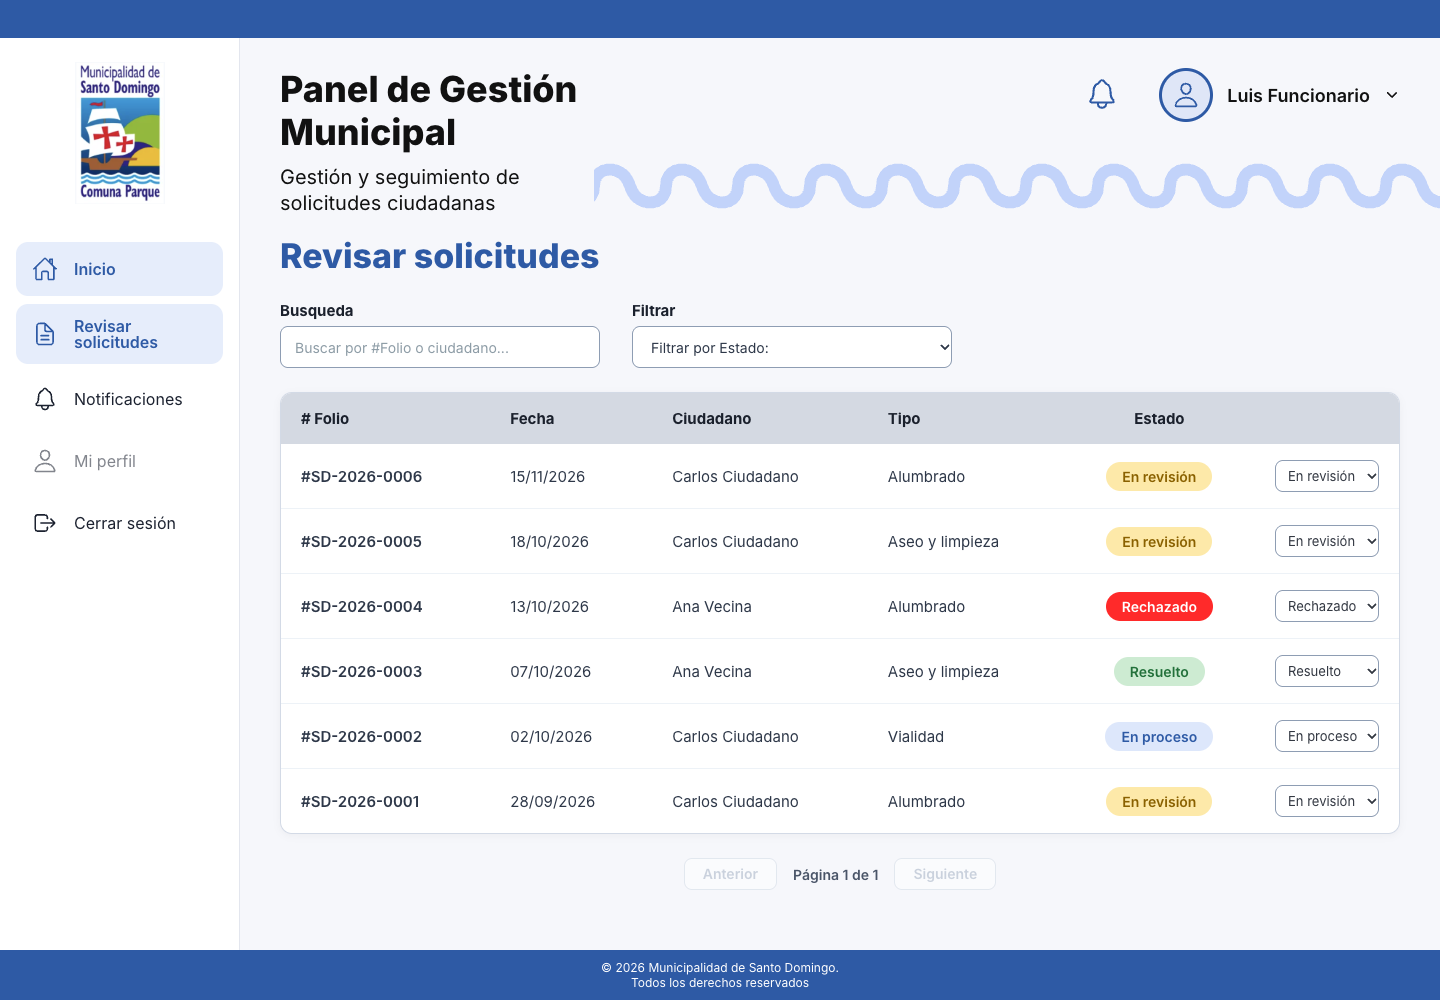 Municipalidad de
Santo Domingo
Comuna Parque
Inicio
Revisar
solicitudes
Notificaciones
Mi perfil
Cerrar sesión
Panel de Gestión
Municipal
Gestión y seguimiento de
solicitudes ciudadanas
Luis Funcionario
Revisar solicitudes
Busqueda
Buscar por #Folio o ciudadano...
Filtrar
Filtrar por Estado:
# Folio Fecha Ciudadano Tipo Estado
#SD-2026-0006 15/11/2026 Carlos Ciudadano Alumbrado En revisión En revisión
#SD-2026-0005 18/10/2026 Carlos Ciudadano Aseo y limpieza En revisión En revisión
#SD-2026-0004 13/10/2026 Ana Vecina Alumbrado Rechazado Rechazado
#SD-2026-0003 07/10/2026 Ana Vecina Aseo y limpieza Resuelto Resuelto
#SD-2026-0002 02/10/2026 Carlos Ciudadano Vialidad En proceso En proceso
#SD-2026-0001 28/09/2026 Carlos Ciudadano Alumbrado En revisión En revisión
Anterior Página 1 de 1 Siguiente
© 2026 Municipalidad de Santo Domingo.
Todos los derechos reservados